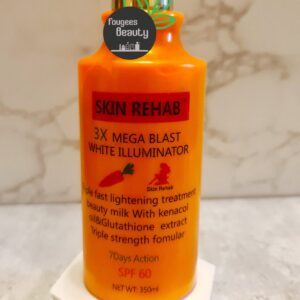 Fougees
Beauty
SKIN REHAB
3X MEGA BLAST
WHITE ILLUMINATOR
Skin Rehab
fast lightening treatment
beauty milk With kenacol
oil&Glutathione extract
Triple strength fomular
7Days Action
SPF 60
NET WT: 350ml